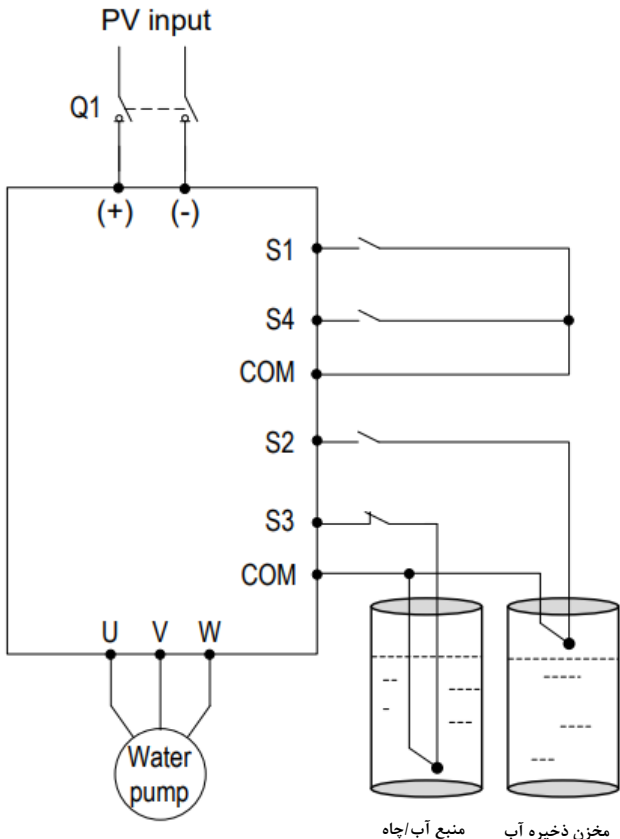 PV input
Q1
(+) (-)
S1
S4
COM
S2
S3
COM
U V W
Water
pump
منبع آب/چاه
مخزن ذخیره آب